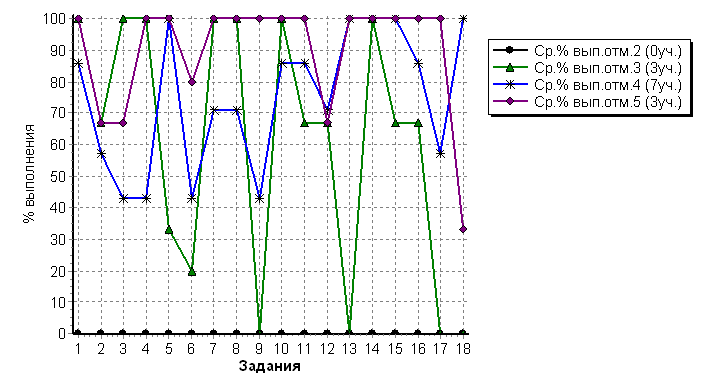 100
90
80
70
60
50
40
30
20
10
0
% выполнения
1 2 3 4 5 6 7 8 9 10 11 12 13 14 15 16 17 18
Задания
Ср.% вып.отм.2 (0уч.)
Ср.% вып.отм.3 (3уч.)
Ср.% вып.отм.4 (7уч.)
Ср.% вып.отм.5 (3уч.)